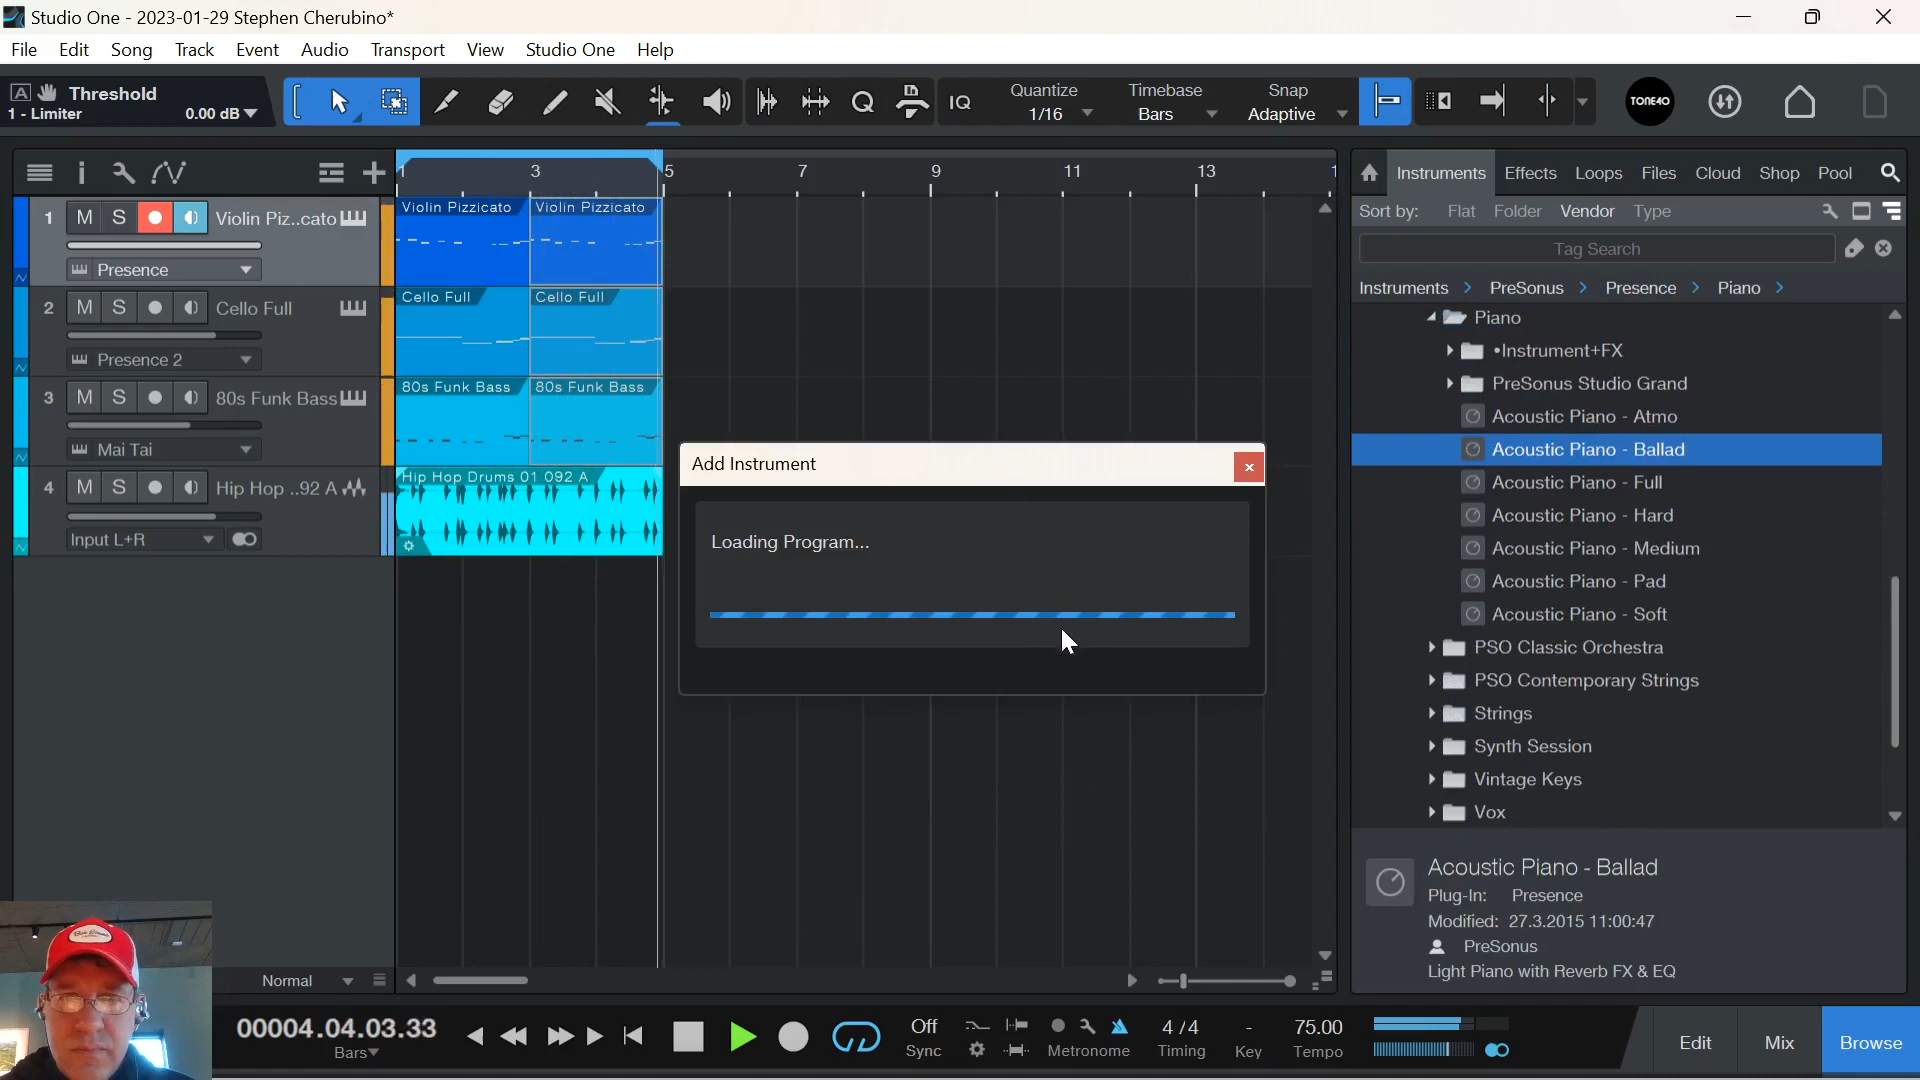 Studio One - 2023-01-29 Stephen Cherubino*
File Edit Song Track Event Audio Transport View Studio One Help
A Threshold
1 - Limiter 0.00 dB
IQ
Quantize
1/16
Timebase
Bars
Snap
Adaptive
TONE40
1 3 5 7 9 11 13 1
1 M S Violin Piz..cato
Presence
2 M S Cello Full
Presence 2
3 M S 80s Funk Bass
Mai Tai
4 M S Hip Hop ..92 A
Input L+R
Violin Pizzicato Violin Pizzicato
Cello Full Cello Full
80s Funk Bass 80s Funk Bass
Hip Hop Drums 01 092 A
Add Instrument
Loading Program...
Instruments Effects Loops Files Cloud Shop Pool
Sort by: Flat Folder Vendor Type
Tag Search
Instruments PreSonus Presence Piano
Piano
•Instrument+FX
PreSonus Studio Grand
Acoustic Piano - Atmo
Acoustic Piano - Ballad
Acoustic Piano - Full
Acoustic Piano - Hard
Acoustic Piano - Medium
Acoustic Piano - Pad
Acoustic Piano - Soft
PSO Classic Orchestra
PSO Contemporary Strings
Strings
Synth Session
Vintage Keys
Vox
Acoustic Piano - Ballad
Plug-In: Presence
Modified: 27.3.2015 11:00:47
PreSonus
Light Piano with Reverb FX & EQ
Normal
00004.04.03.33
Bars
Off
Sync
Metronome
4 / 4
Timing
-
Key
75.00
Tempo
Edit Mix Browse